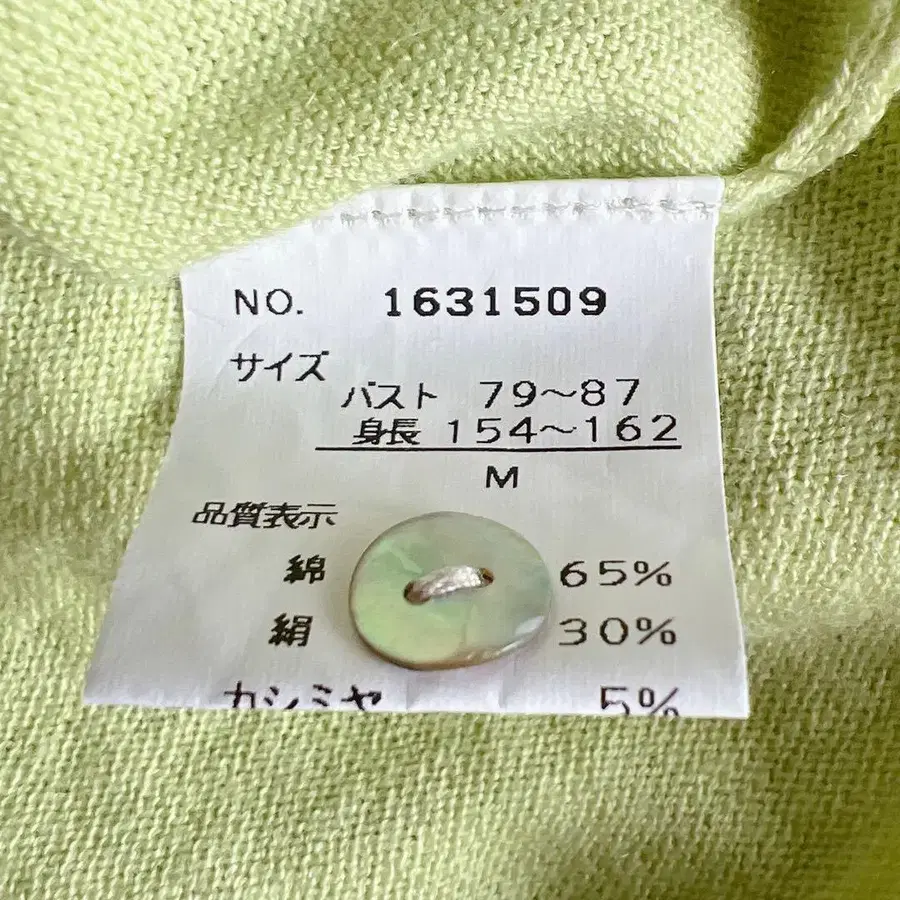 NO. 1631509
サイズ
バスト 79～87
身長 154～162
M
品質表示
綿 65%
絹 30%
カシミヤ 5%